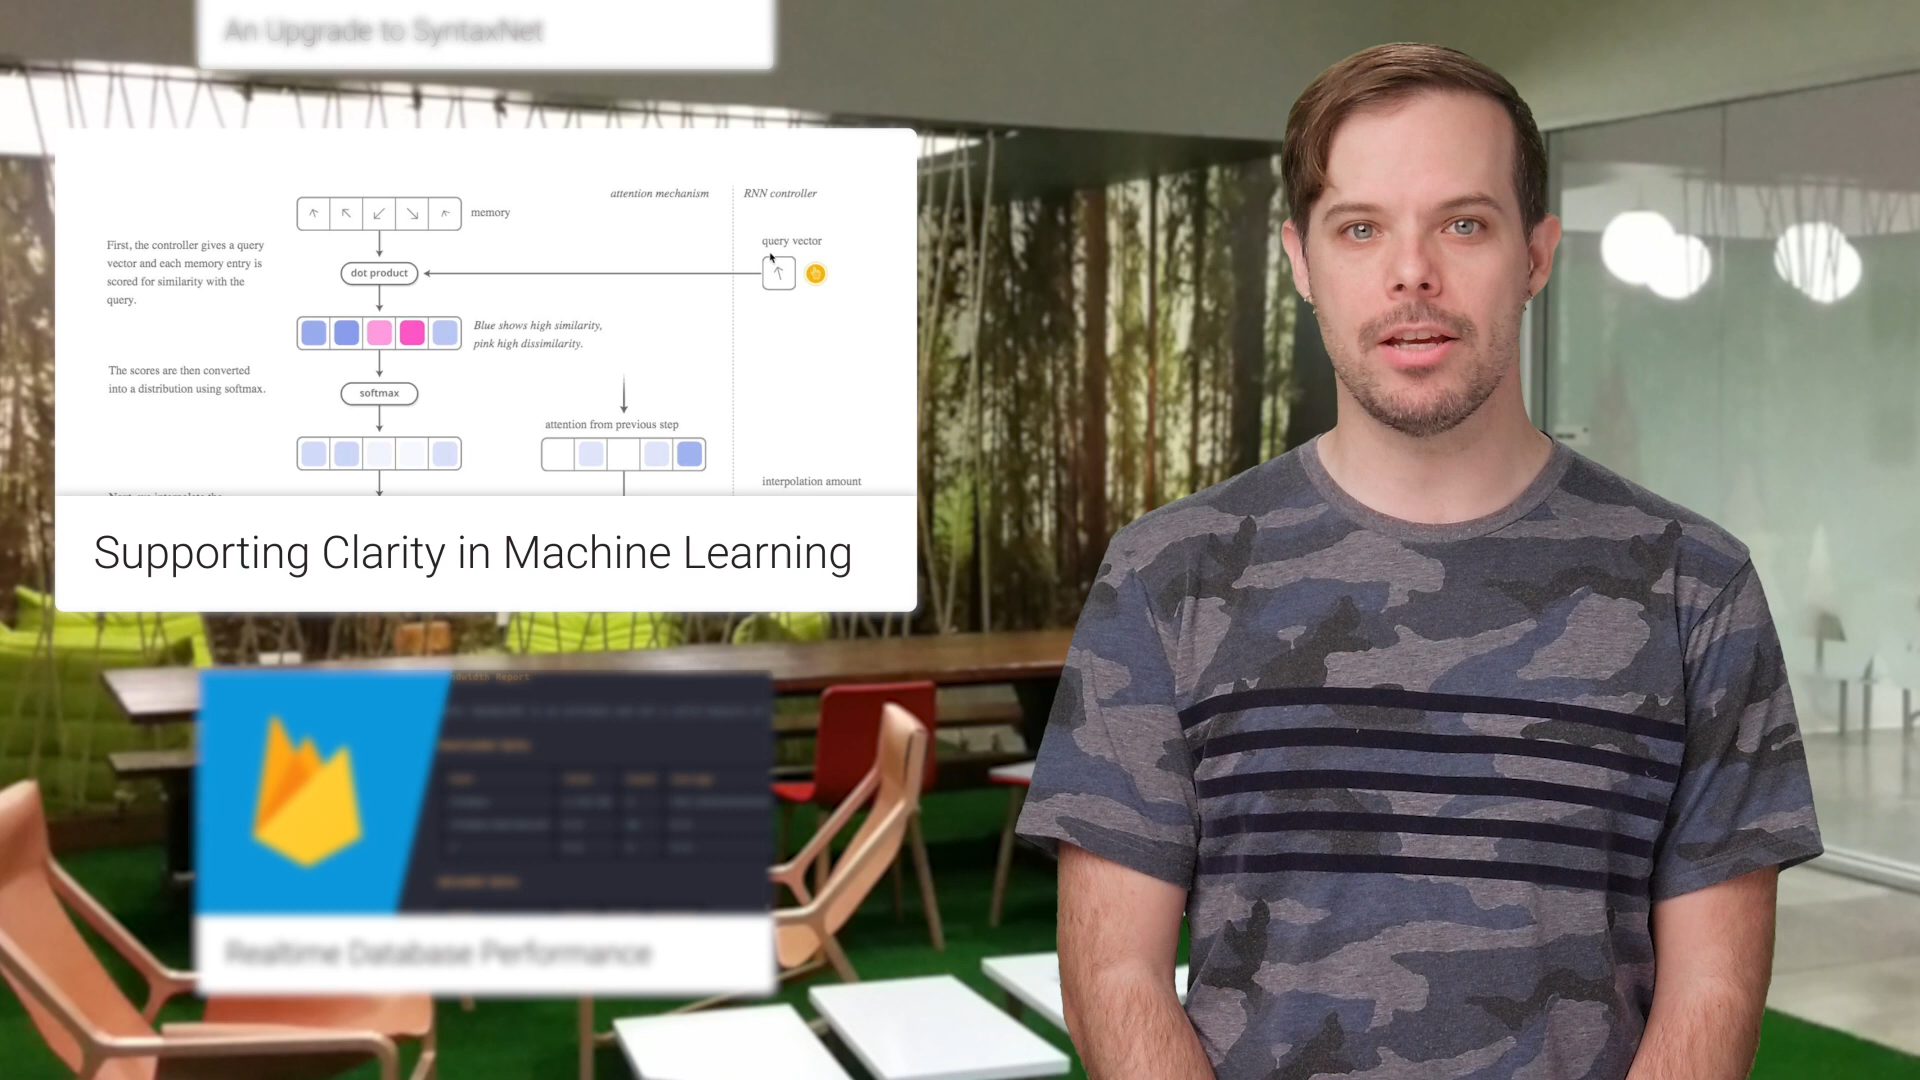 An Upgrade to SyntaxNet
attention mechanism
RNN controller
memory
query vector
First, the controller gives a query
vector and each memory entry is
scored for similarity with the
query.
dot product
Blue shows high similarity,
pink high dissimilarity.
The scores are then converted
into a distribution using softmax.
softmax
attention from previous step
interpolation amount
Supporting Clarity in Machine Learning
Realtime Database Performance